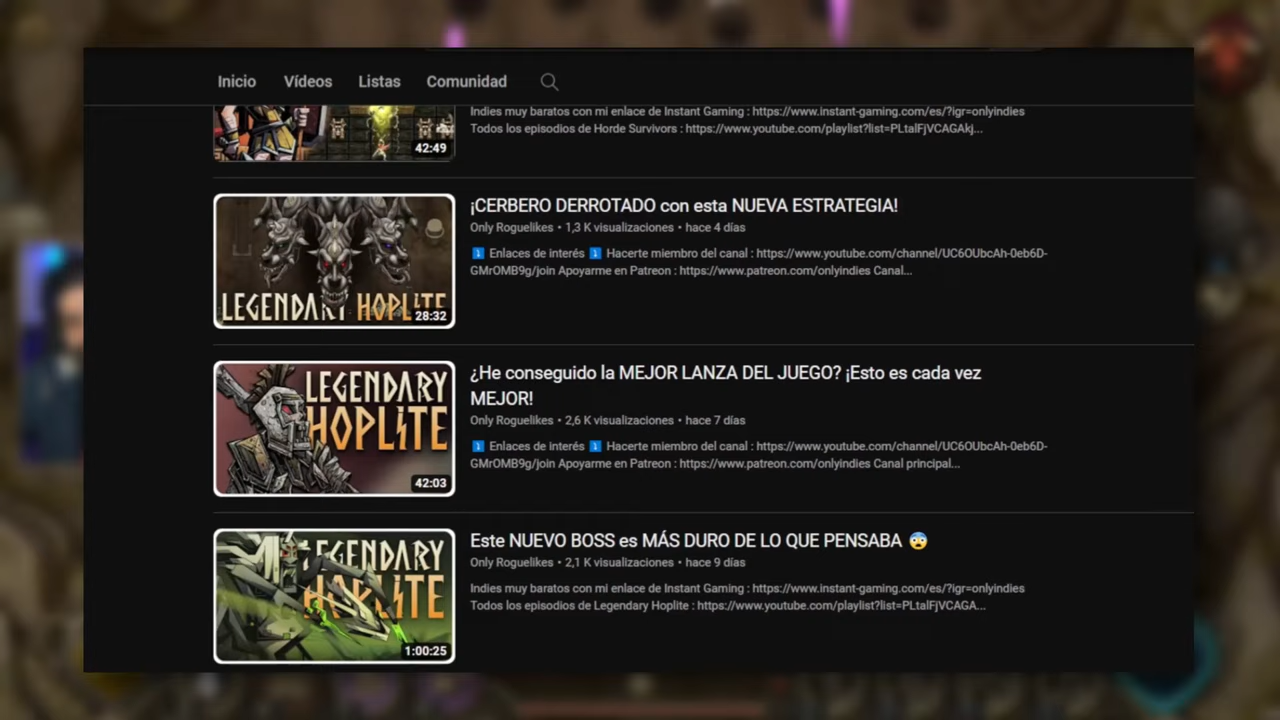 Inicio Vídeos Listas Comunidad
Indies muy baratos con mi enlace de Instant Gaming : https://www.instant-gaming.com/es/?igr=onlyindies
Todos los episodios de Horde Survivors : https://www.youtube.com/playlist?list=PLtalFjVCAGAkj...
42:49
¡CERBERO DERROTADO con esta NUEVA ESTRATEGIA!
Only Roguelikes • 1,3 K visualizaciones • hace 4 días
Enlaces de interés Hacerte miembro del canal : https://www.youtube.com/channel/UC6OUbcAh-0eb6D-
GMrOMB9g/join Apoyarme en Patreon : https://www.patreon.com/onlyindies Canal...
LEGENDARY HOPLITE
28:32
¿He conseguido la MEJOR LANZA DEL JUEGO? ¡Esto es cada vez
MEJOR!
Only Roguelikes • 2,6 K visualizaciones • hace 7 días
Enlaces de interés Hacerte miembro del canal : https://www.youtube.com/channel/UC6OUbcAh-0eb6D-
GMrOMB9g/join Apoyarme en Patreon : https://www.patreon.com/onlyindies Canal principal...
LEGENDARY
HOPLITE
42:03
Este NUEVO BOSS es MÁS DURO DE LO QUE PENSABA 😨
Only Roguelikes • 2,1 K visualizaciones • hace 9 días
Indies muy baratos con mi enlace de Instant Gaming : https://www.instant-gaming.com/es/?igr=onlyindies
Todos los episodios de Legendary Hoplite : https://www.youtube.com/playlist?list=PLtalFjVCAGA...
LEGENDARY
HOPLITE
1:00:25